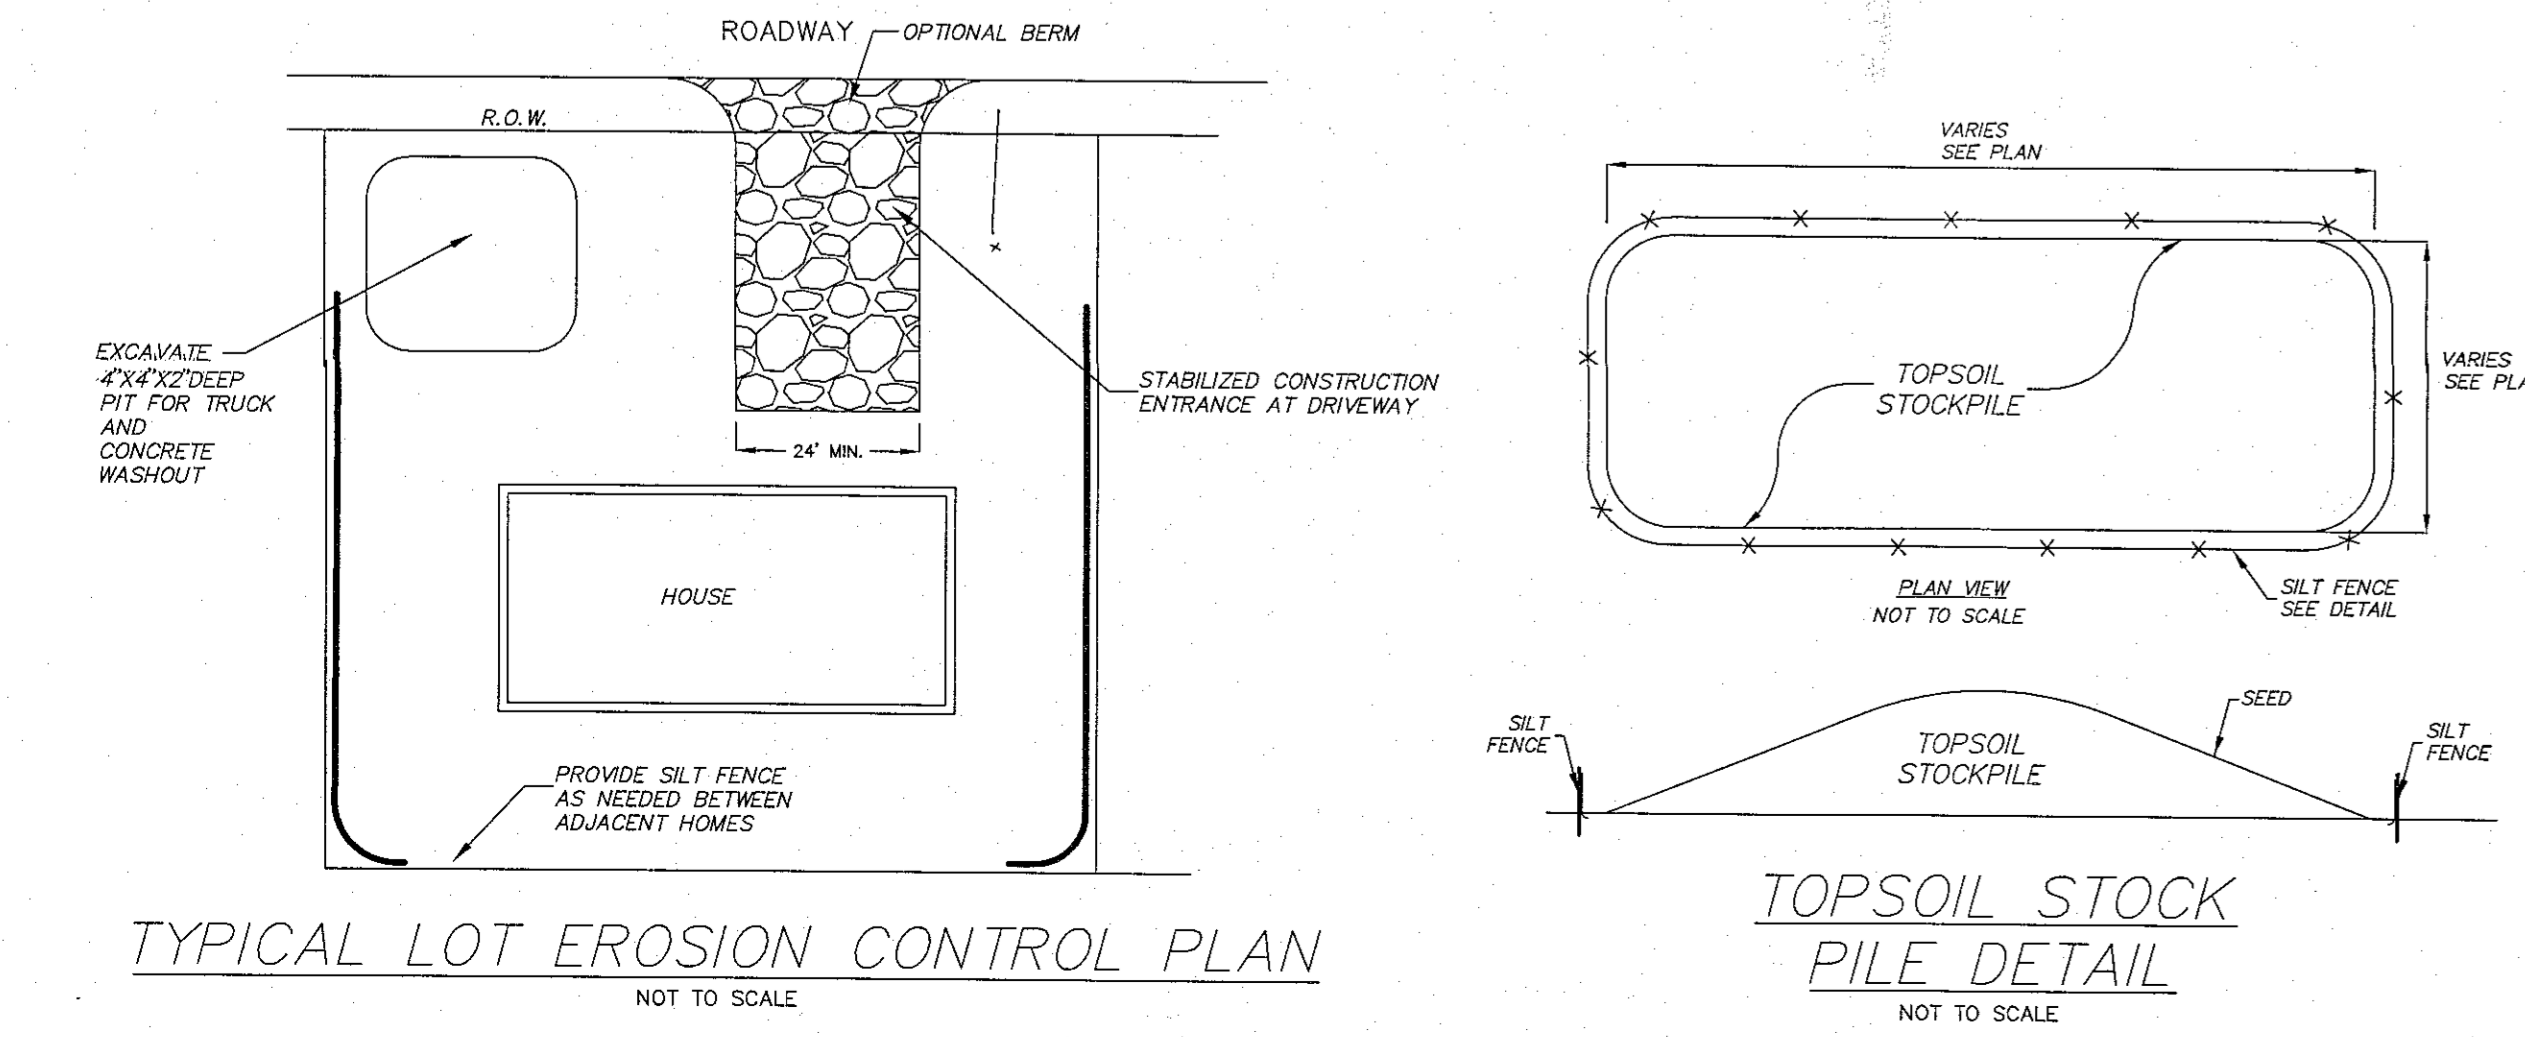 ROADWAY
OPTIONAL BERM
R.O.W.
EXCAVATE
4"X4"X2"DEEP
PIT FOR TRUCK
AND
CONCRETE
WASHOUT
STABILIZED CONSTRUCTION
ENTRANCE AT DRIVEWAY
24' MIN.
HOUSE
PROVIDE SILT FENCE
AS NEEDED BETWEEN
ADJACENT HOMES
TYPICAL LOT EROSION CONTROL PLAN
NOT TO SCALE
VARIES
SEE PLAN
VARIES
SEE PLA
TOPSOIL
STOCKPILE
PLAN VIEW
NOT TO SCALE
SILT FENCE
SEE DETAIL
SILT
FENCE
SEED
TOPSOIL
STOCKPILE
SILT
FENCE
TOPSOIL STOCK
PILE DETAIL
NOT TO SCALE